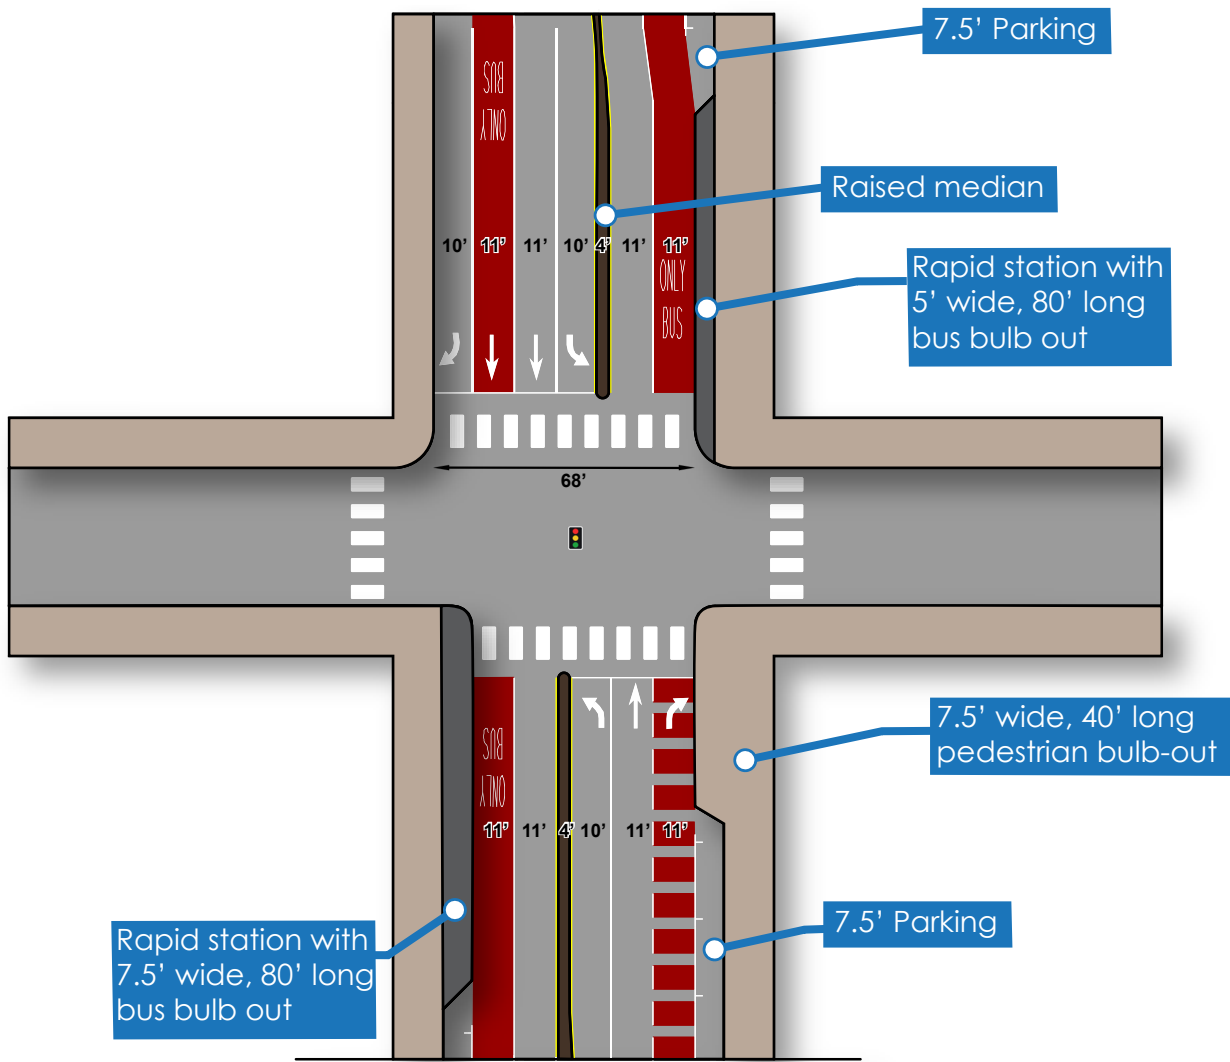 7.5’ Parking
BUS
ONLY
Raised median
10’ 11’ 11’ 10’ 4’ 11’ 11’
ONLY
BUS
Rapid station with
5’ wide, 80’ long
bus bulb out
68’
7.5’ wide, 40’ long
pedestrian bulb-out
BUS
ONLY
11’ 11’ 4’ 10’ 11’ 11’
7.5’ Parking
Rapid station with
7.5’ wide, 80’ long
bus bulb out